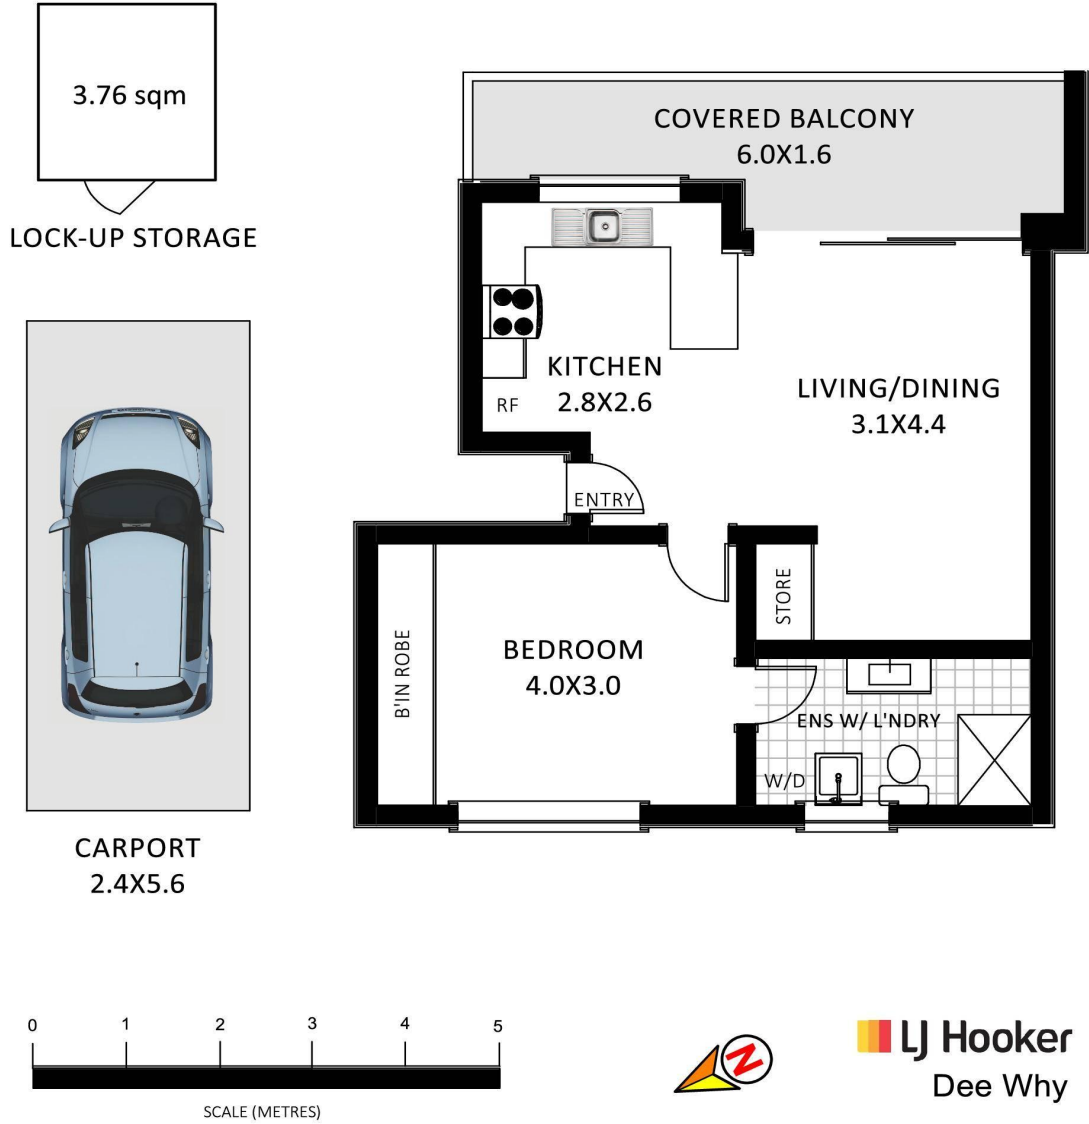 3.76 sqm
LOCK-UP STORAGE
COVERED BALCONY
6.0X1.6
KITCHEN
2.8X2.6
RF
LIVING/DINING
3.1X4.4
ENTRY
STORE
B'IN ROBE
BEDROOM
4.0X3.0
ENS W/ L'NDRY
W/D
CARPORT
2.4X5.6
0 1 2 3 4 5
SCALE (METRES)
N
LJ Hooker
Dee Why